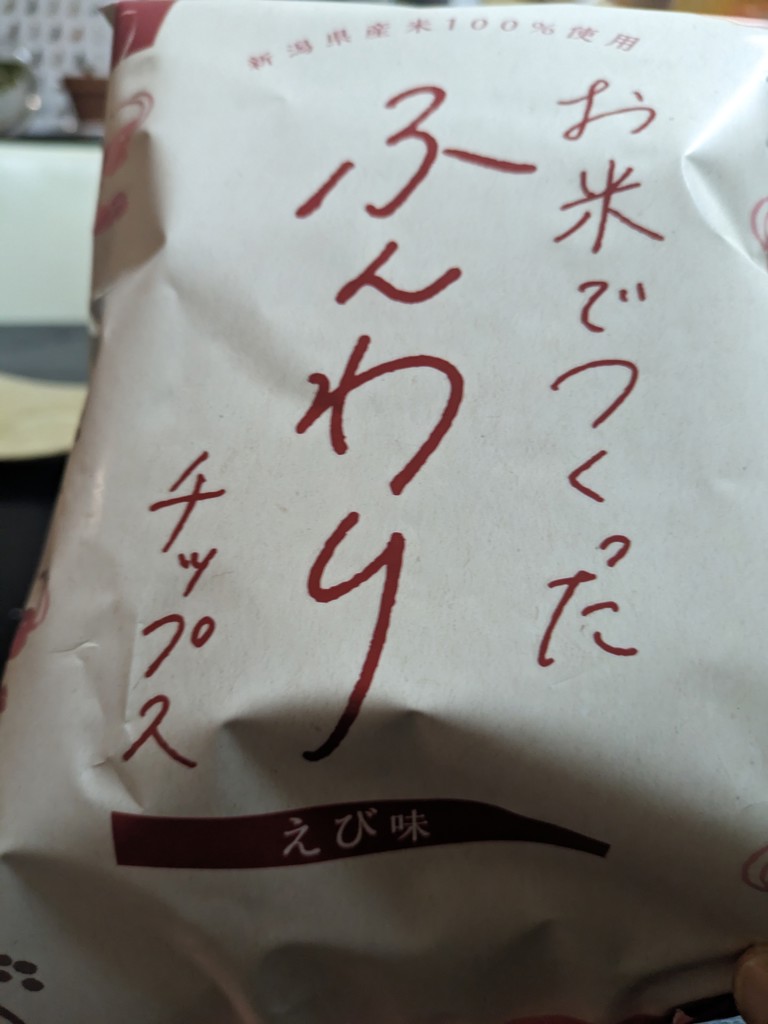 新潟県産米100%使用
お米でつくった
ふんわり
チップス
えび味